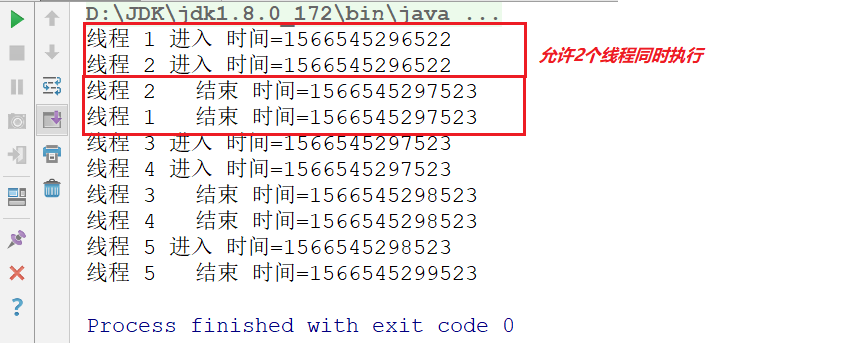 D:\JDK\jdk1.8.0_172\bin\java ...
线程 1 进入 时间=1566545296522
线程 2 进入 时间=1566545296522
允许2个线程同时执行
线程 2   结束 时间=1566545297523
线程 1   结束 时间=1566545297523
线程 3 进入 时间=1566545297523
线程 4 进入 时间=1566545297523
线程 3   结束 时间=1566545298523
线程 4   结束 时间=1566545298523
线程 5 进入 时间=1566545298523
线程 5   结束 时间=1566545299523
Process finished with exit code 0